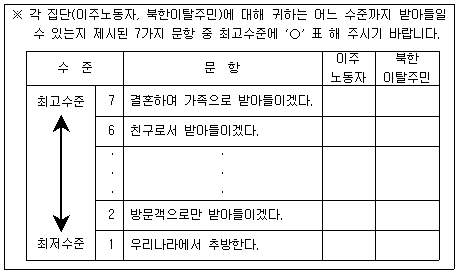 ※ 각 집단(이주노동자, 북한이탈주민)에 대해 귀하는 어느 수준까지 받아들일
수 있는지 제시된 7가지 문항 중 최고수준에 ‘○’ 표 해 주시기 바랍니다.
수 준 문 항 이주 노동자 북한 이탈주민
최고수준 7 결혼하여 가족으로 받아들이겠다.
6 친구로서 받아들이겠다.
· ·
· ·
· ·
2 방문객으로만 받아들이겠다.
최저수준 1 우리나라에서 추방한다.